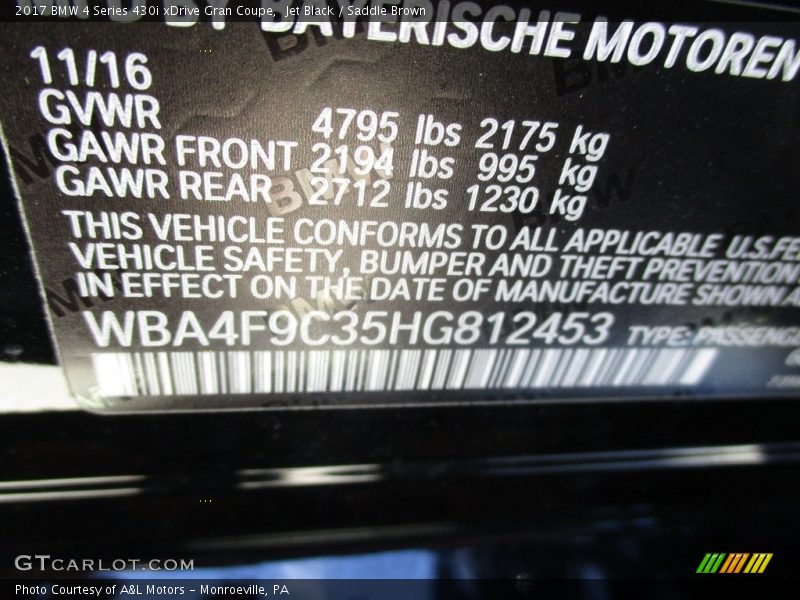 2017 BMW 4 Series 430i xDrive Gran Coupe, Jet Black / Saddle Brown
BY BAYERISCHE MOTOREN
11/16
GVWR 4795 lbs 2175 kg
GAWR FRONT 2194 lbs 995 kg
GAWR REAR 2712 lbs 1230 kg
THIS VEHICLE CONFORMS TO ALL APPLICABLE U.S.FE
VEHICLE SAFETY, BUMPER AND THEFT PREVENTION
IN EFFECT ON THE DATE OF MANUFACTURE SHOWN A
WBA4F9C35HG812453 TYPE: PASSENGE
GTcarlot.com
Photo Courtesy of A&L Motors – Monroeville, PA